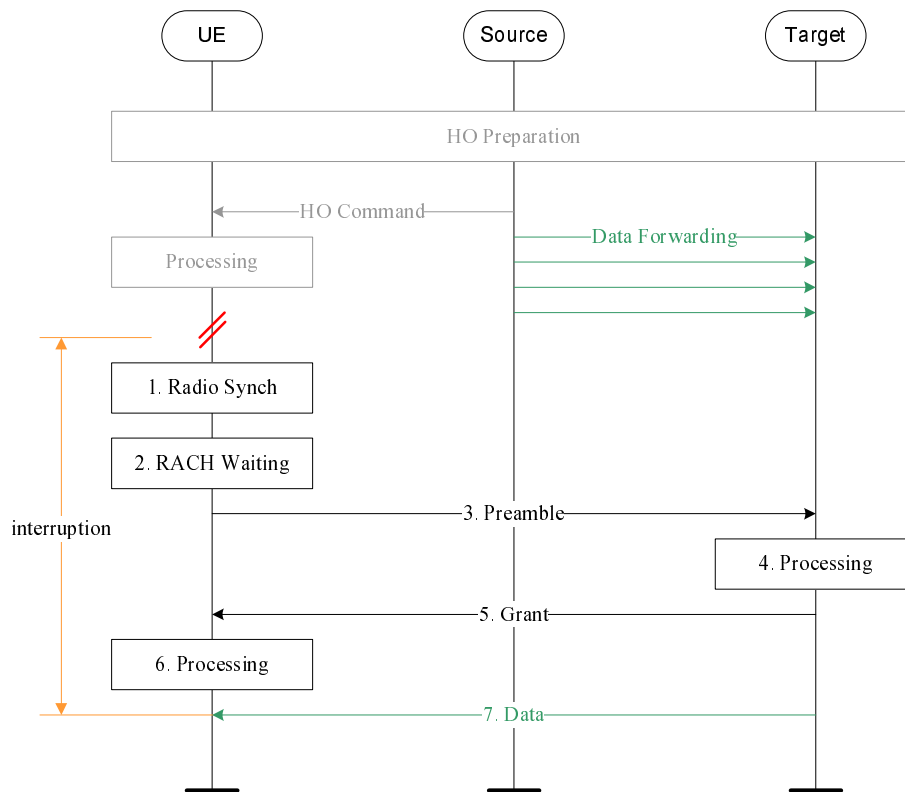 UE
Source
Target
HO Preparation
HO Command
Data Forwarding
Processing
1. Radio Synch
2. RACH Waiting
3. Preamble
interruption
4. Processing
5. Grant
6. Processing
7. Data